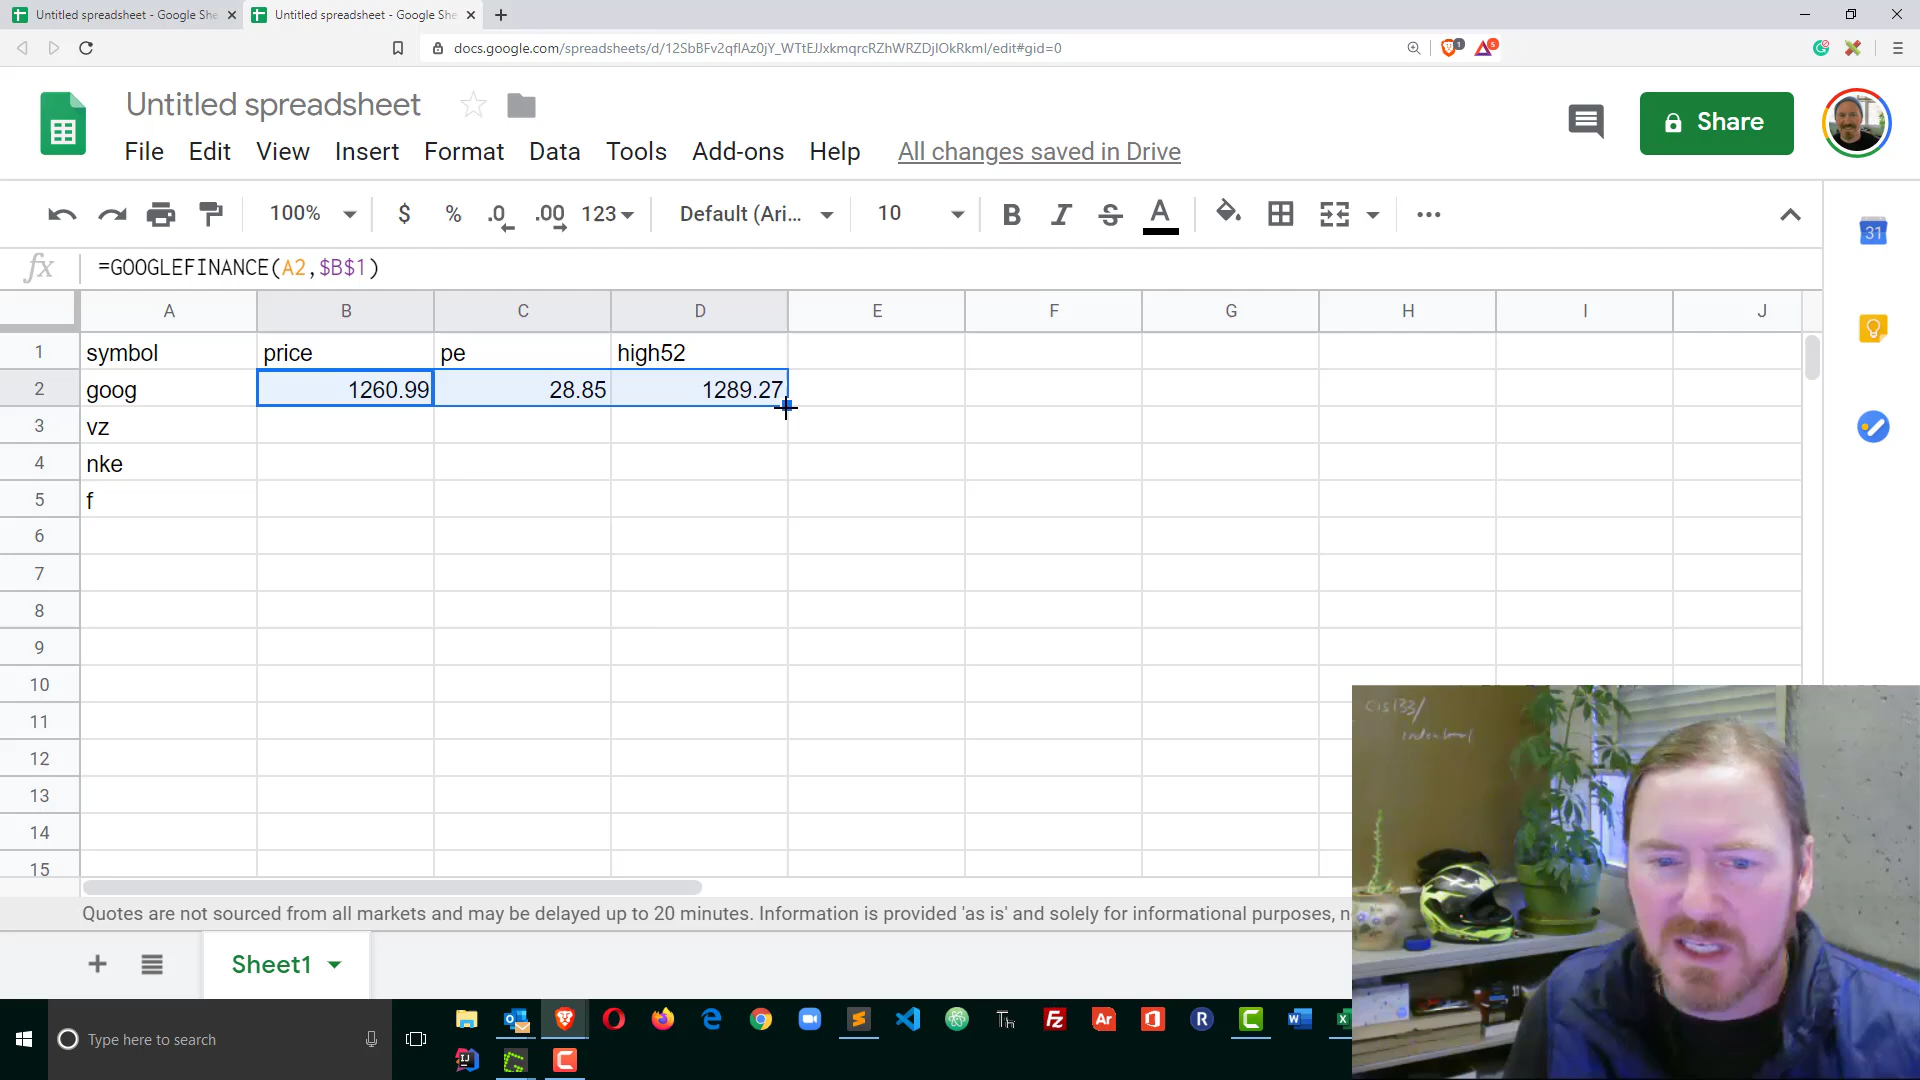 Untitled spreadsheet - Google She
Untitled spreadsheet - Google She
docs.google.com/spreadsheets/d/12SbBFv2qflAz0jY_WTtEJJxkmqrcRZhWRZDjIOkRkmI/edit#gid=0
1
5
Untitled spreadsheet
File Edit View Insert Format Data Tools Add-ons Help All changes saved in Drive
Share
100% $ % .0 .00 123 Default (Ari... 10 B I S A
31
fx =GOOGLEFINANCE(A2,$B$1)
A B C D E F G H I J
1 symbol price pe high52
2 goog 1260.99 28.85 1289.27
3 vz
4 nke
5 f
6
7
8
9
10
11
12
13
14
15
Quotes are not sourced from all markets and may be delayed up to 20 minutes. Information is provided 'as is' and solely for informational purposes, n
Sheet1
Type here to search
cis133/